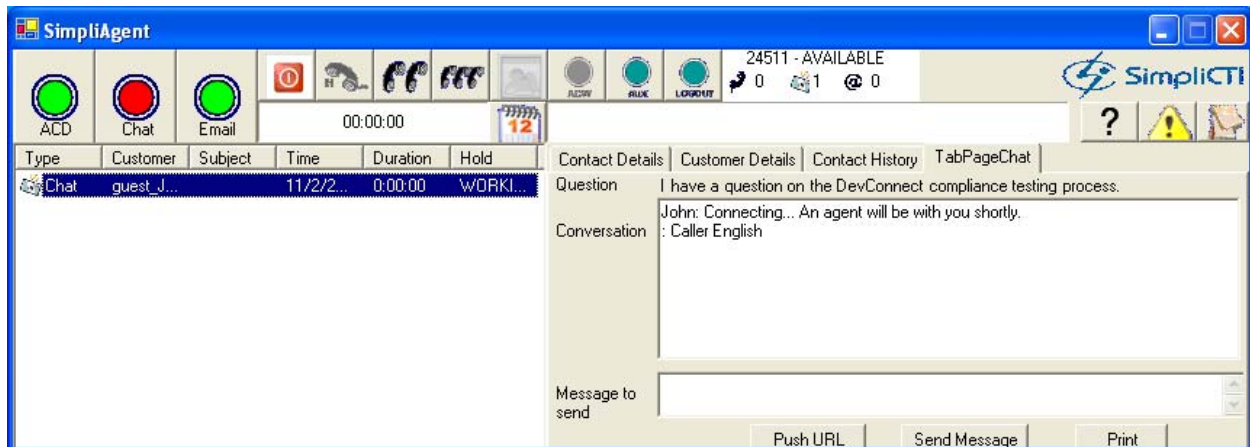 SimpliAgent
24511 - AVAILABLE
0 1 @ 0
SimpliCTI
ACD Chat Email
H
ACW AUX LOGOUT
00:00:00
12
?
Type Customer Subject Time Duration Hold
Contact Details Customer Details Contact History TabPageChat
Chat guest_J... 11/2/2... 0:00:00 WORKI...
Question I have a question on the DevConnect compliance testing process.
Conversation
John: Connecting... An agent will be with you shortly.
: Caller English
Message to
send
Push URL Send Message Print